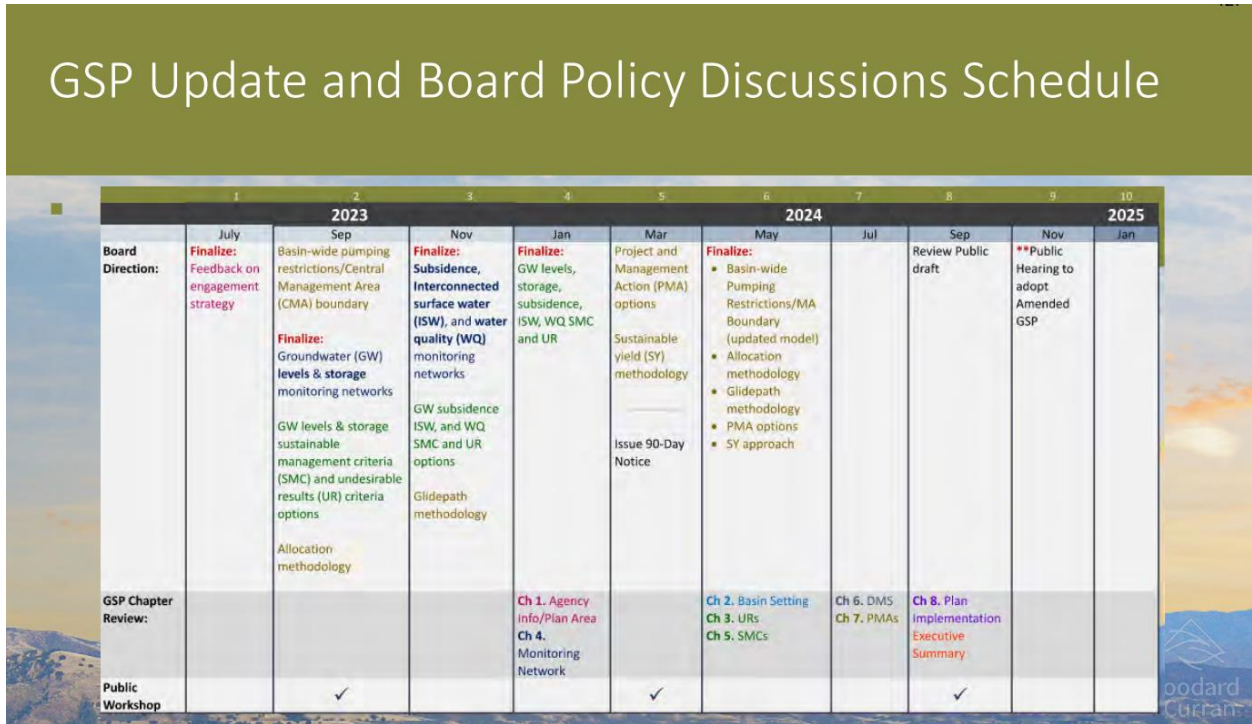 GSP Update and Board Policy Discussions Schedule
1 2 3 4 5 6 7 8 9 10
2023 2024 2025
July Sep Nov Jan Mar May Jul Sep Nov Jan
Board
Direction:
Finalize:
Feedback on
engagement
strategy
Basin-wide pumping
restrictions/Central
Management Area
(CMA) boundary
Finalize:
Groundwater (GW)
levels & storage
monitoring networks
GW levels & storage
sustainable
management criteria
(SMC) and undesirable
results (UR) criteria
options
Allocation
methodology
Finalize:
Subsidence,
Interconnected
surface water
(ISW), and water
quality (WQ)
monitoring
networks
GW subsidence
ISW, and WQ
SMC and UR
options
Glidepath
methodology
Finalize:
GW levels,
storage,
subsidence,
ISW, WQ SMC
and UR
Project and
Management
Action (PMA)
options
Sustainable
yield (SY)
methodology
Issue 90-Day
Notice
Finalize:
• Basin-wide
Pumping
Restrictions/MA
Boundary
(updated model)
• Allocation
methodology
• Glidepath
methodology
• PMA options
• SY approach
Review Public
draft
**Public
Hearing to
adopt
Amended
GSP
GSP Chapter
Review:
Ch 1. Agency
Info/Plan Area
Ch 4.
Monitoring
Network
Ch 2. Basin Setting
Ch 3. URs
Ch 5. SMCs
Ch 6. DMS
Ch 7. PMAs
Ch 8. Plan
Implementation
Executive
Summary
Public
Workshop
✓ ✓ ✓
oodard
Curran